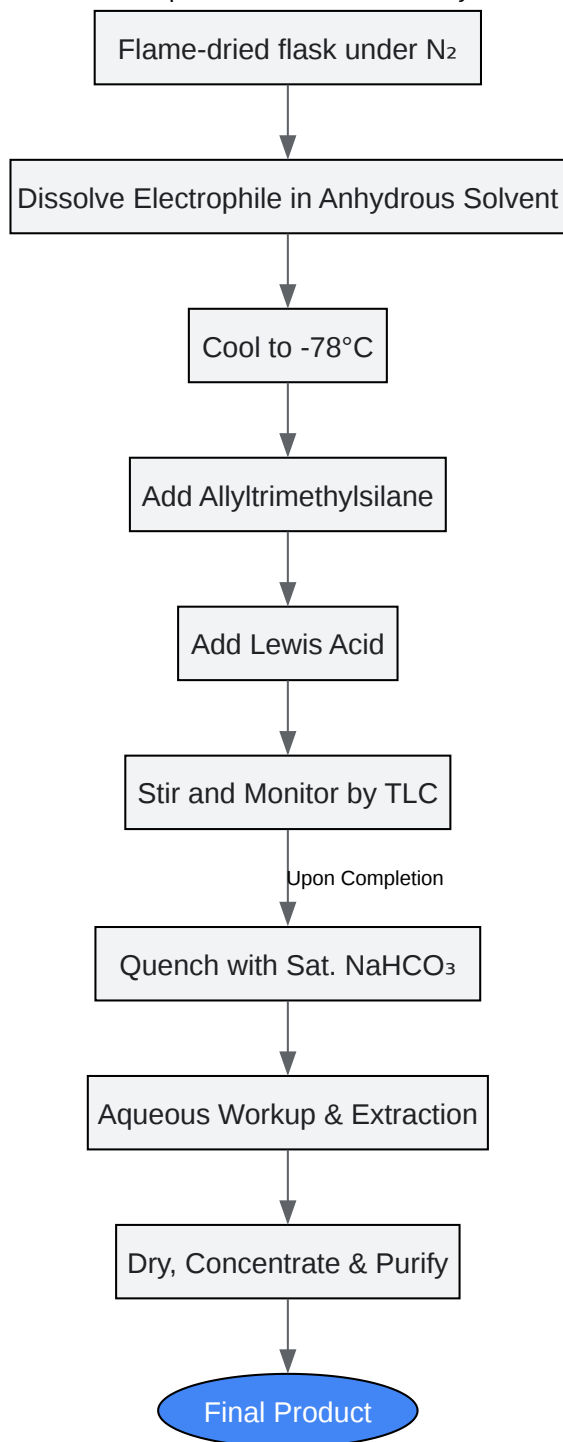 Flame-dried flask under N₂
Dissolve Electrophile in Anhydrous Solvent
Cool to -78°C
Add Allyltrimethylsilane
Add Lewis Acid
Stir and Monitor by TLC
Upon Completion
Quench with Sat. NaHCO₃
Aqueous Workup & Extraction
Dry, Concentrate & Purify
Final Product